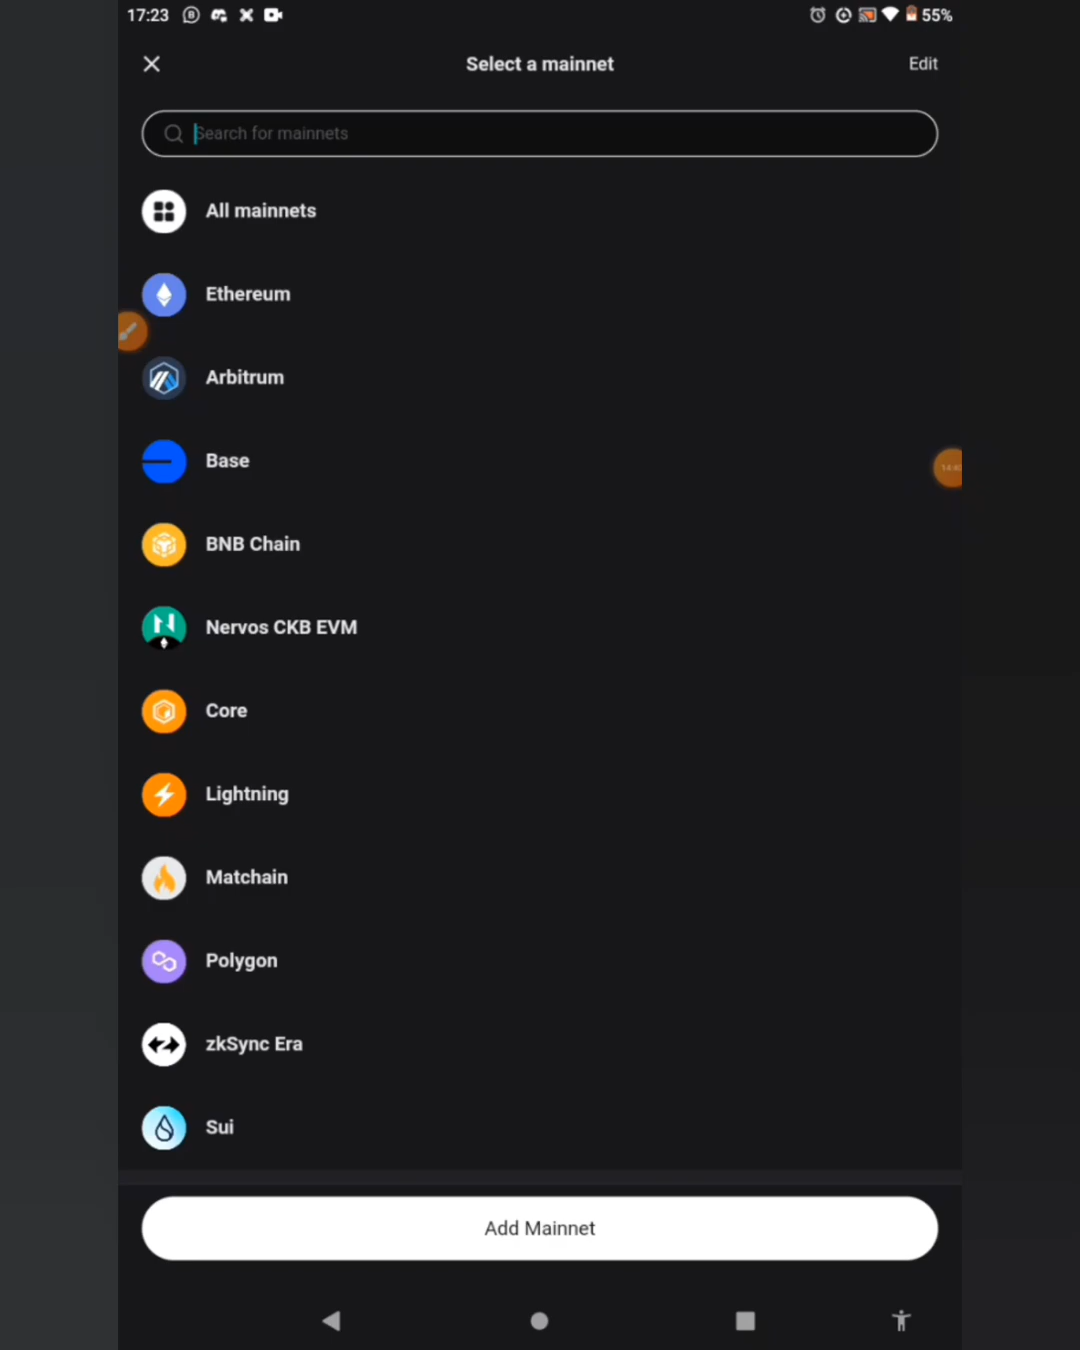 17:23
55%
Select a mainnet
Edit
Search for mainnets
All mainnets
Ethereum
Arbitrum
Base
BNB Chain
Nervos CKB EVM
Core
Lightning
Matchain
Polygon
zkSync Era
Sui
Add Mainnet